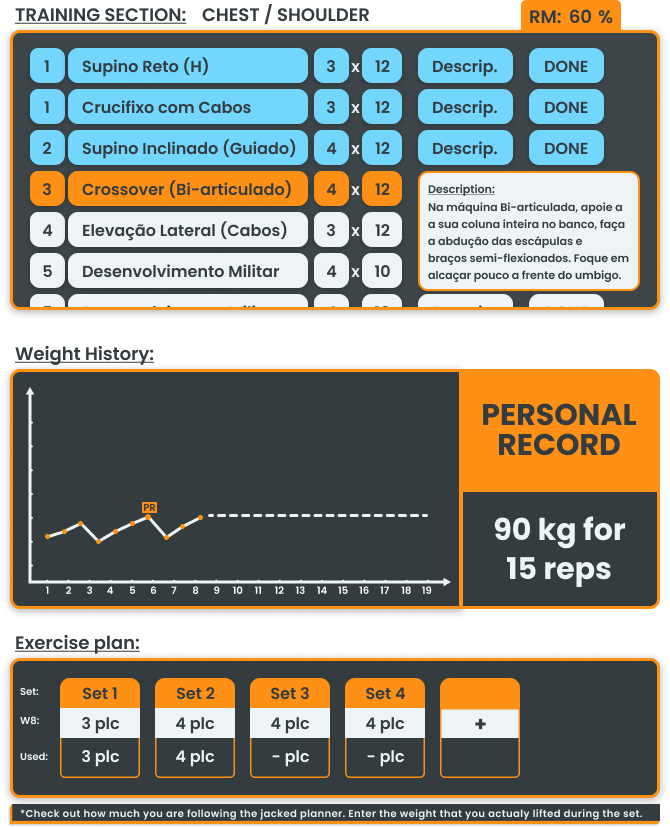 TRAINING SECTION: CHEST / SHOULDER
RM: 60 %
1 Supino Reto (H) 3 x 12 Descrip. DONE
1 Crucifixo com Cabos 3 x 12 Descrip. DONE
2 Supino Inclinado (Guiado) 4 x 12 Descrip. DONE
3 Crossover (Bi-articulado) 4 x 12
4 Elevação Lateral (Cabos) 3 x 12
5 Desenvolvimento Militar 4 x 10
Description:
Na máquina Bi-articulada, apoie a
a sua coluna inteira no banco, faça
a abdução das escápulas e
braços semi-flexionados. Foque em
alcaçar pouco a frente do umbigo.
Weight History:
PR
1 2 3 4 5 6 7 8 9 10 11 12 13 14 15 16 17 18 19
PERSONAL
RECORD
90 kg for
15 reps
Exercise plan:
Set: Set 1 Set 2 Set 3 Set 4
W8: 3 plc 4 plc 4 plc 4 plc +
Used: 3 plc 4 plc - plc - plc
*Check out how much you are following the jacked planner. Enter the weight that you actualy lifted during the set.